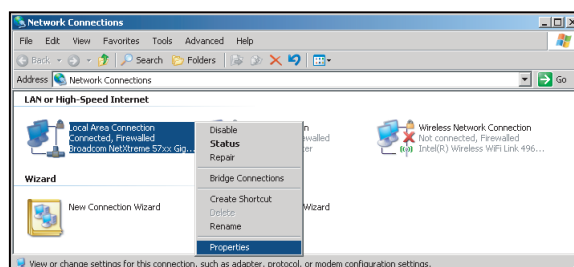 Network Connections
File Edit View Favorites Tools Advanced Help
Back Search Folders
Address Network Connections Go
LAN or High-Speed Internet
Local Area Connection
Connected, Firewalled
Broadcom NetXtreme 57xx Gig...
Disable
Status
Repair
Bridge Connections
Create Shortcut
Delete
Rename
Properties
Wireless Network Connection
Not connected, Firewalled
Intel(R) Wireless WiFi Link 496...
Wizard
New Connection Wizard
Wizard
View or change settings for this connection, such as adapter, protocol, or modem configuration settings.